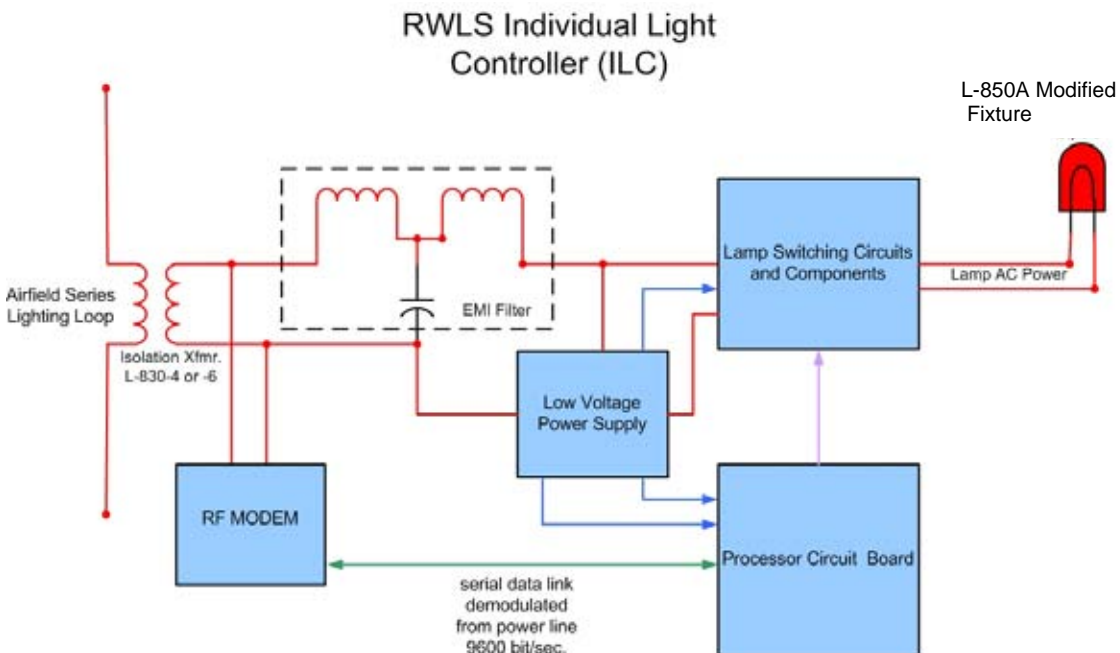 RWLS Individual Light
Controller (ILC)
L-850A Modified
Fixture
Airfield Series
Lighting Loop
Isolation Xfmr.
L-830-4 or -6
EMI Filter
Lamp Switching Circuits
and Components
Lamp AC Power
Low Voltage
Power Supply
RF MODEM
Processor Circuit Board
serial data link
demodulated
from power line
9600 bit/sec.